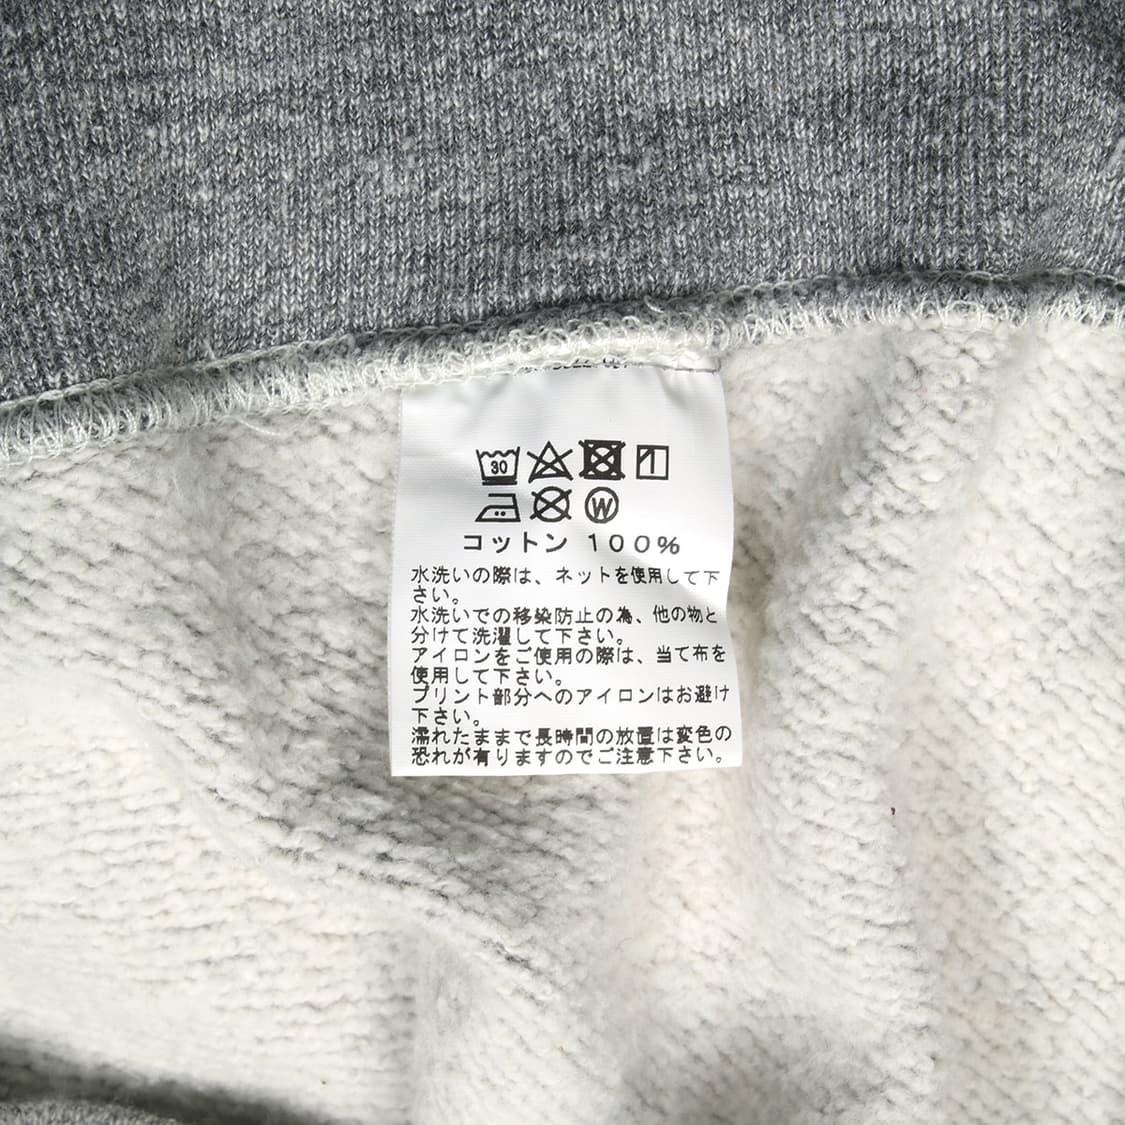 30
W
コットン 100%
水洗いの際は、ネットを使用して下
さい。
水洗いでの移染防止の為、他の物と
分けて洗濯して下さい。
アイロンをご使用の際は、当て布を
使用して下さい。
プリント部分へのアイロンはお避け
下さい。
濡れたままで長時間の放置は変色の
恐れが有りますのでご注意下さい。